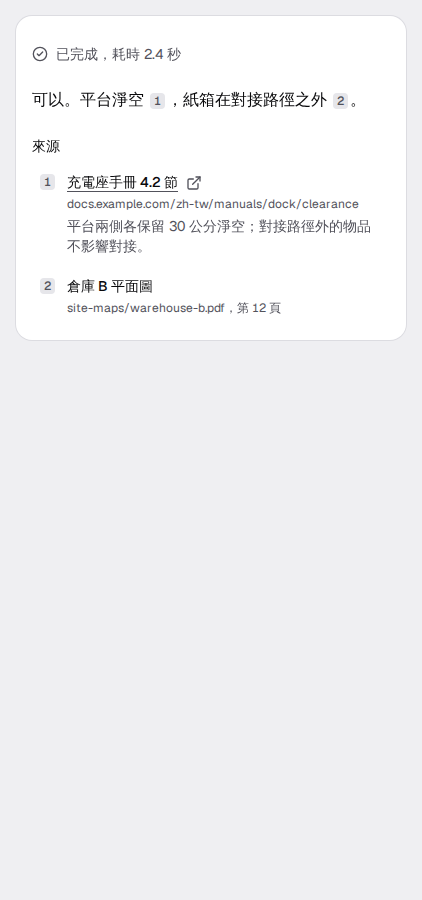 已完成，耗時 2.4 秒
可以。平台淨空 1，紙箱在對接路徑之外 2。
來源
1 充電座手冊 4.2 節
docs.example.com/zh-tw/manuals/dock/clearance
平台兩側各保留 30 公分淨空；對接路徑外的物品
不影響對接。
2 倉庫 B 平面圖
site-maps/warehouse-b.pdf，第 12 頁